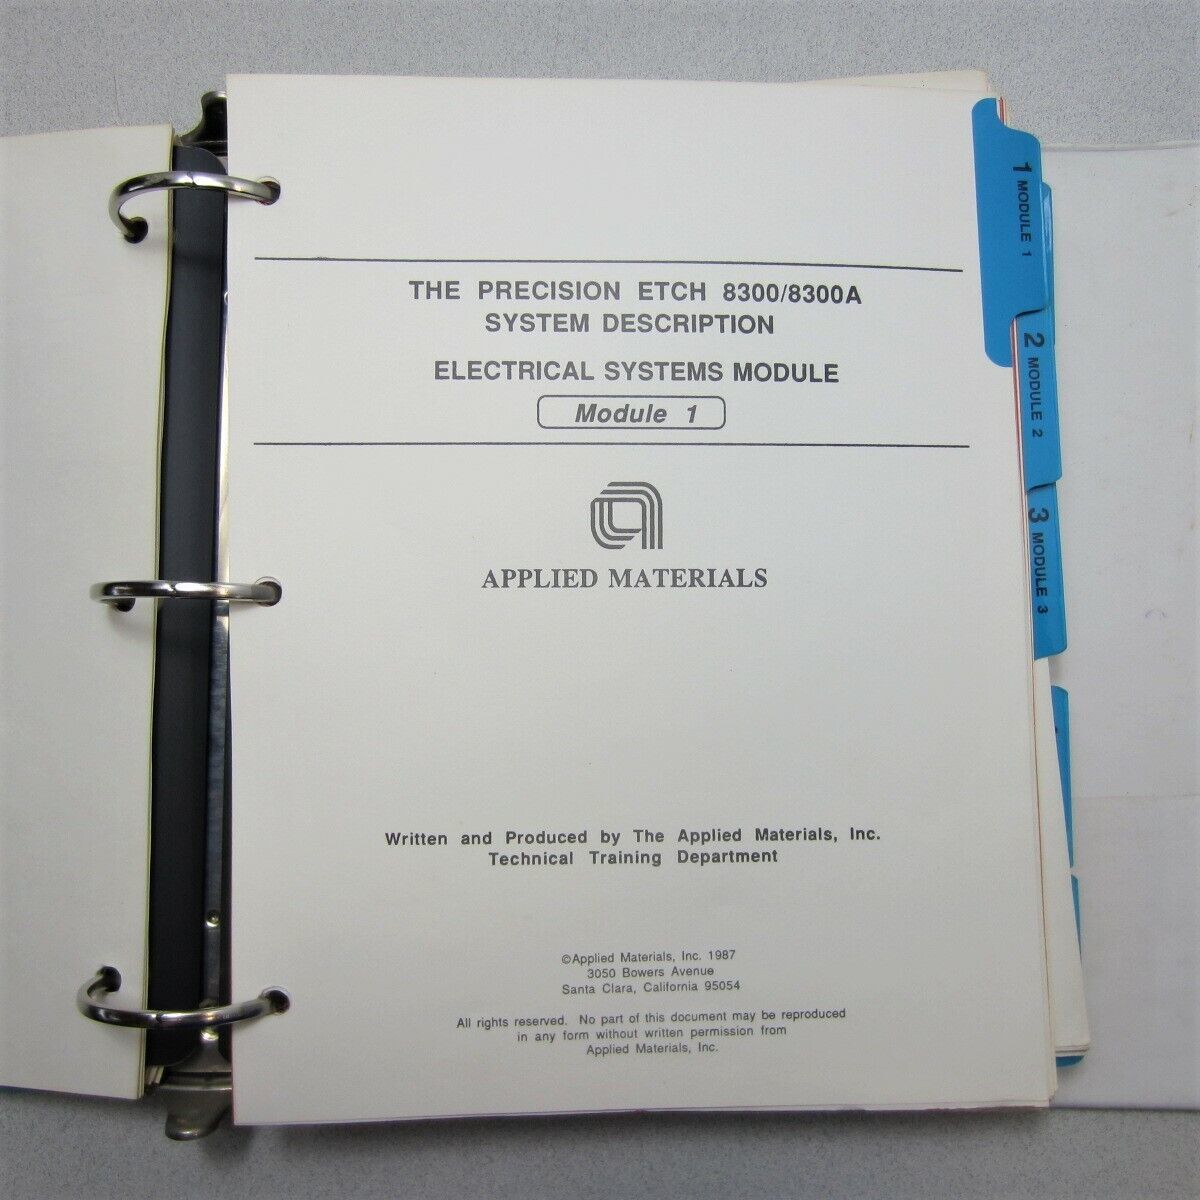 THE PRECISION ETCH 8300/8300A
SYSTEM DESCRIPTION
ELECTRICAL SYSTEMS MODULE
Module 1
APPLIED MATERIALS
Written and Produced by The Applied Materials, Inc.
Technical Training Department
©Applied Materials, Inc. 1987
3050 Bowers Avenue
Santa Clara, California 95054
All rights reserved. No part of this document may be reproduced
in any form without written permission from
Applied Materials, Inc.
1 MODULE 1
2 MODULE 2
3 MODULE 3